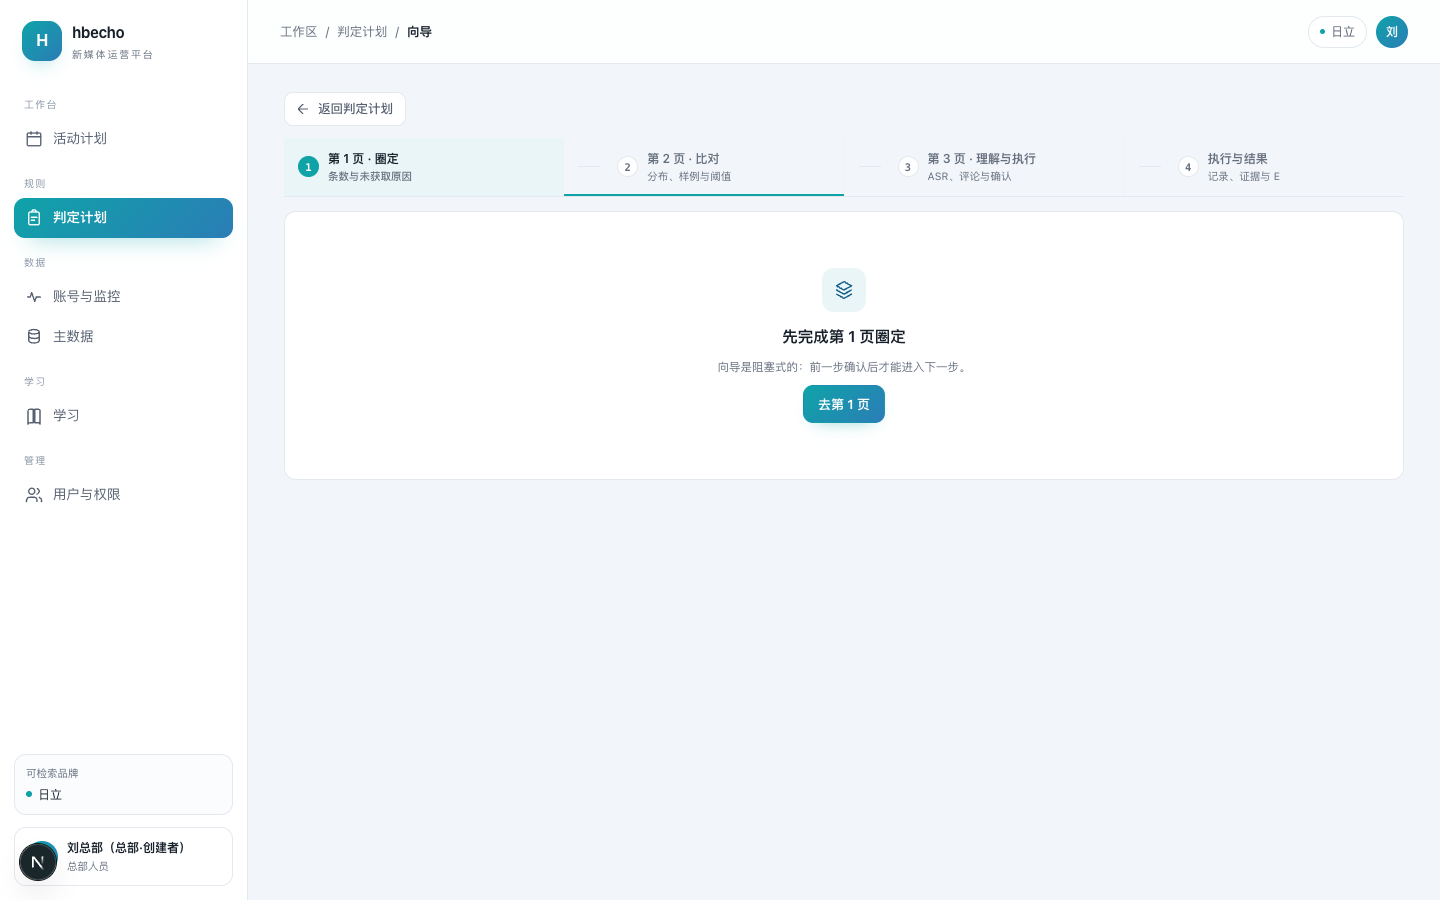 H
hbecho
新媒体运营平台
工作台
活动计划
规则
判定计划
数据
账号与监控
主数据
学习
学习
管理
用户与权限
可检索品牌
日立
N
刘总部（总部·创建者）
总部人员
工作区 / 判定计划 / 向导
日立
刘
返回判定计划
1
第 1 页 · 圈定
条数与未获取原因
2
第 2 页 · 比对
分布、样例与阈值
3
第 3 页 · 理解与执行
ASR、评论与确认
4
执行与结果
记录、证据与 E
先完成第 1 页圈定
向导是阻塞式的：前一步确认后才能进入下一步。
去第 1 页